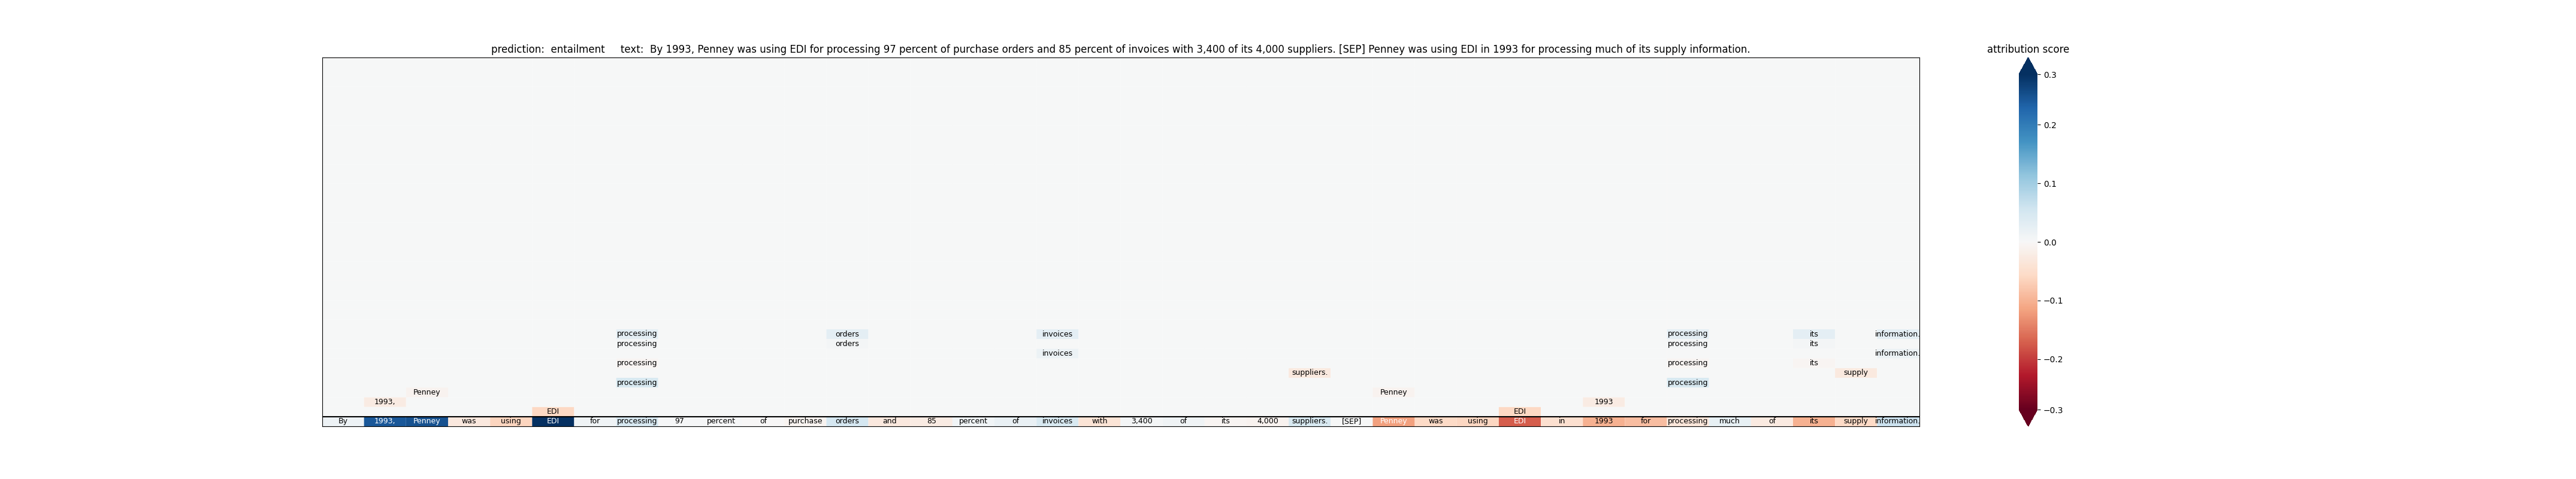 prediction: entailment text: By 1993, Penney was using EDI for processing 97 percent of purchase orders and 85 percent of invoices with 3,400 of its 4,000 suppliers. [SEP] Penney was using EDI in 1993 for processing much of its supply information.
attribution score
0.3
0.2
0.1
0.0
−0.1
−0.2
−0.3
processing orders invoices processing its information.
processing orders processing its
invoices information.
processing processing its
suppliers. supply
processing processing
Penney Penney
1993, 1993
EDI EDI
By 1993, Penney was using EDI for processing 97 percent of purchase orders and 85 percent of invoices with 3,400 of its 4,000 suppliers. [SEP] Penney was using EDI in 1993 for processing much of its supply information.